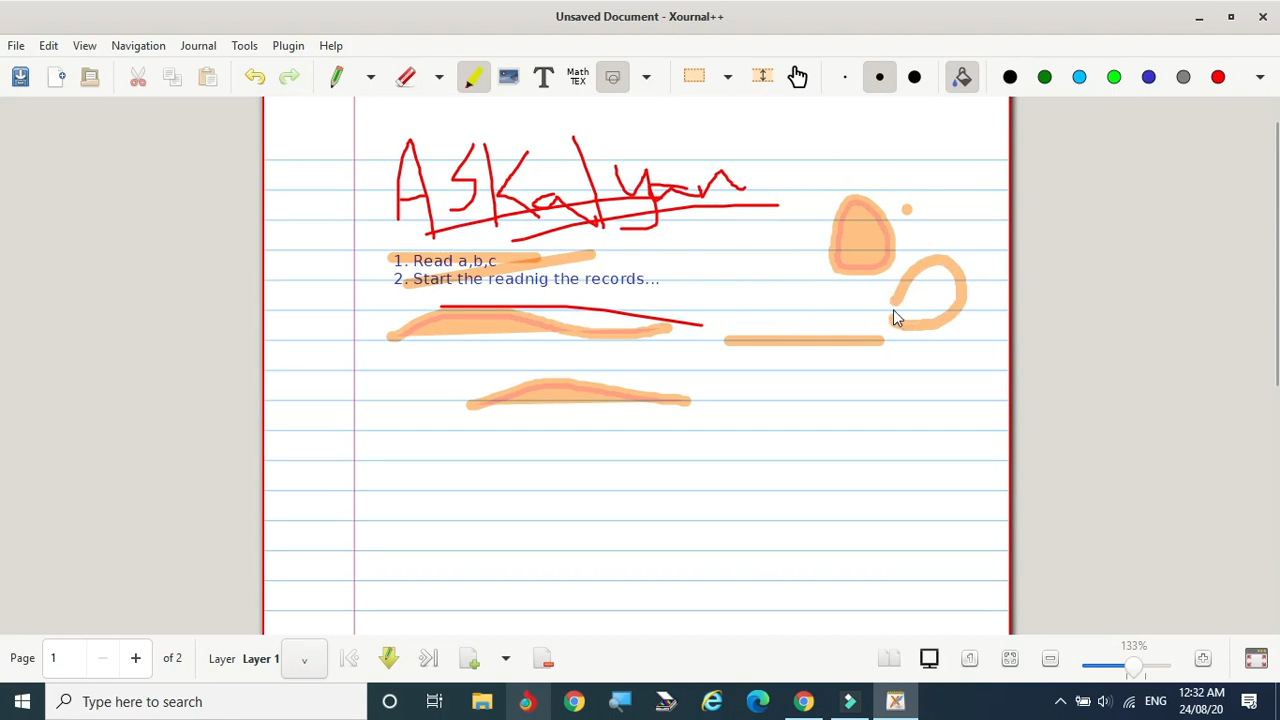 Unsaved Document - Xournal++
File Edit View Navigation Journal Tools Plugin Help
T Math TEX
ASKalyan
1. Read a,b,c
2. Start the readnig the records...
Page 1 of 2 Layer Layer 1 133%
Type here to search ENG 12:32 AM
24/08/20